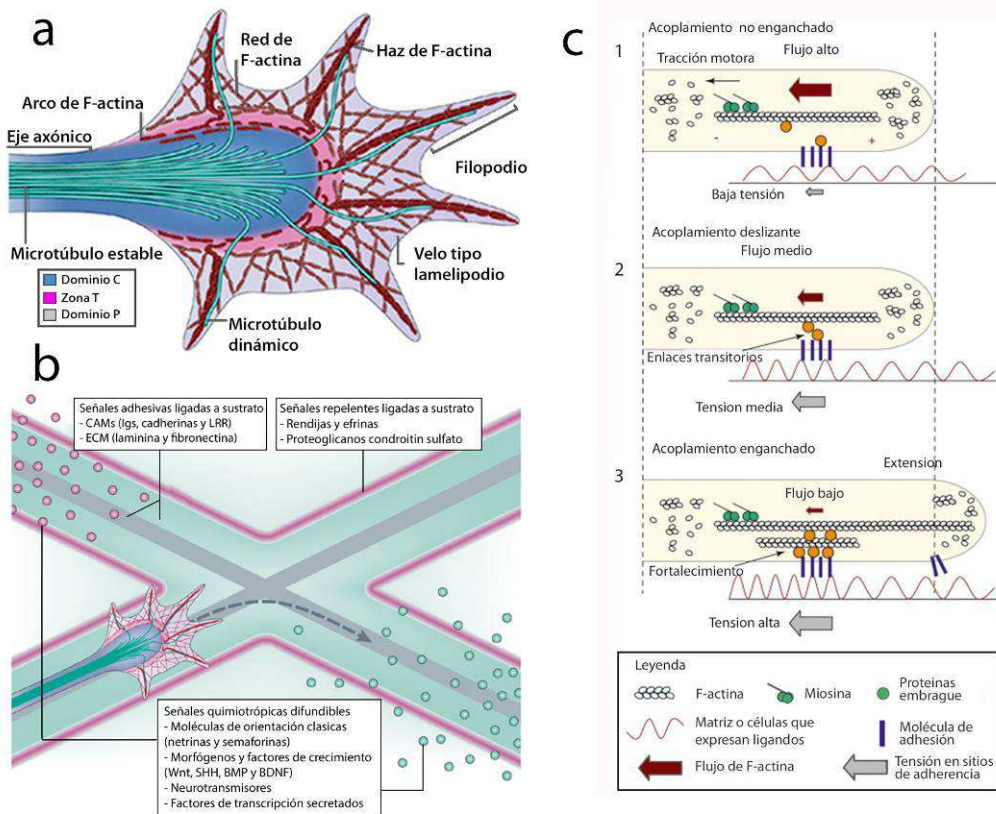 a
Red de
F-actina
Haz de F-actina
Arco de F-actina
Eje axónico
Filopodio
Microtúbulo estable
Velo tipo
lamelipodio
Dominio C
Zona T
Dominio P
Microtúbulo
dinámico
b
Señales adhesivas ligadas a sustrato
- CAMs (Igs, cadherinas y LRR)
- ECM (laminina y fibronectina)
Señales repelentes ligadas a sustrato
- Rendijas y efrinas
- Proteoglicanos condroitin sulfato
Señales quimiotrópicas difundibles
- Moléculas de orientación clasicas
(netrinas y semaforinas)
- Morfógenos y factores de crecimiento
(Wnt, SHH, BMP y BDNF)
- Neurotransmisores
- Factores de transcripción secretados
c
Acoplamiento no enganchado
1
Flujo alto
Tracción motora
- +
Baja tensión
Acoplamiento deslizante
Flujo medio
2
Enlaces transitorios
Tension media
Acoplamiento enganchado
Extension
3
Flujo bajo
Fortalecimiento
Tension alta
Leyenda
F-actina
Miosina
Proteinas
embrague
Matriz o células que
expresan ligandos
Molécula de
adhesión
Flujo de F-actina
Tensión en sitios
de adherencia